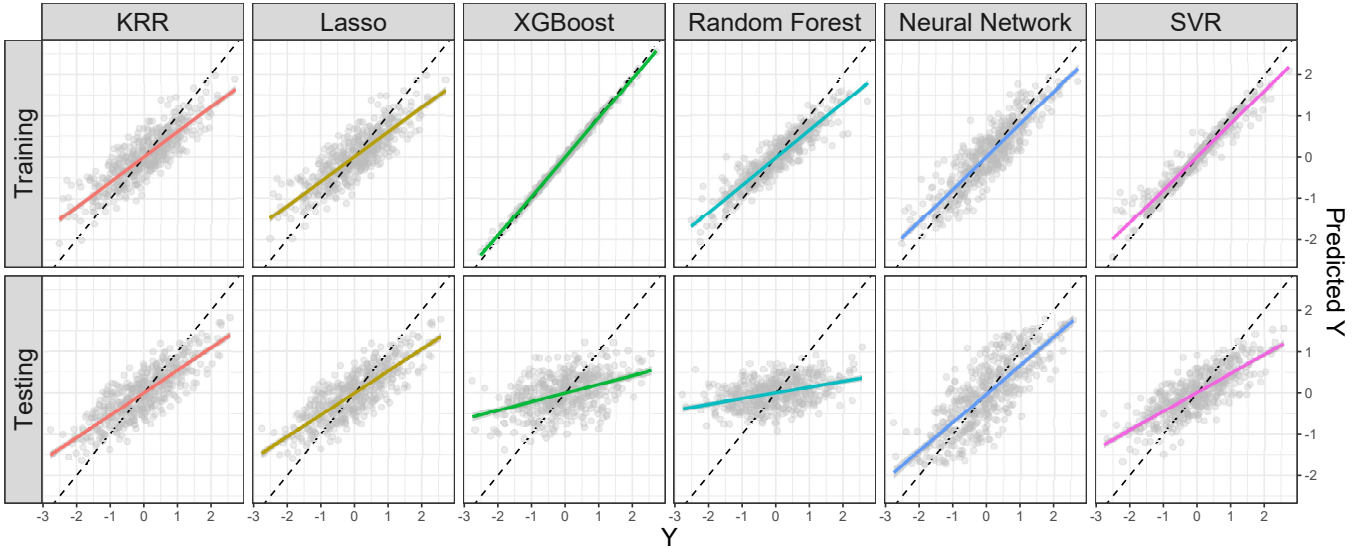 KRR Lasso XGBoost Random Forest Neural Network SVR
Training
2
1
0
-1
-2
Predicted Y
Testing
2
1
0
-1
-2
-3 -2 -1 0 1 2 -3 -2 -1 0 1 2 -3 -2 -1 0 1 2 -3 -2 -1 0 1 2 -3 -2 -1 0 1 2 -3 -2 -1 0 1 2
Y